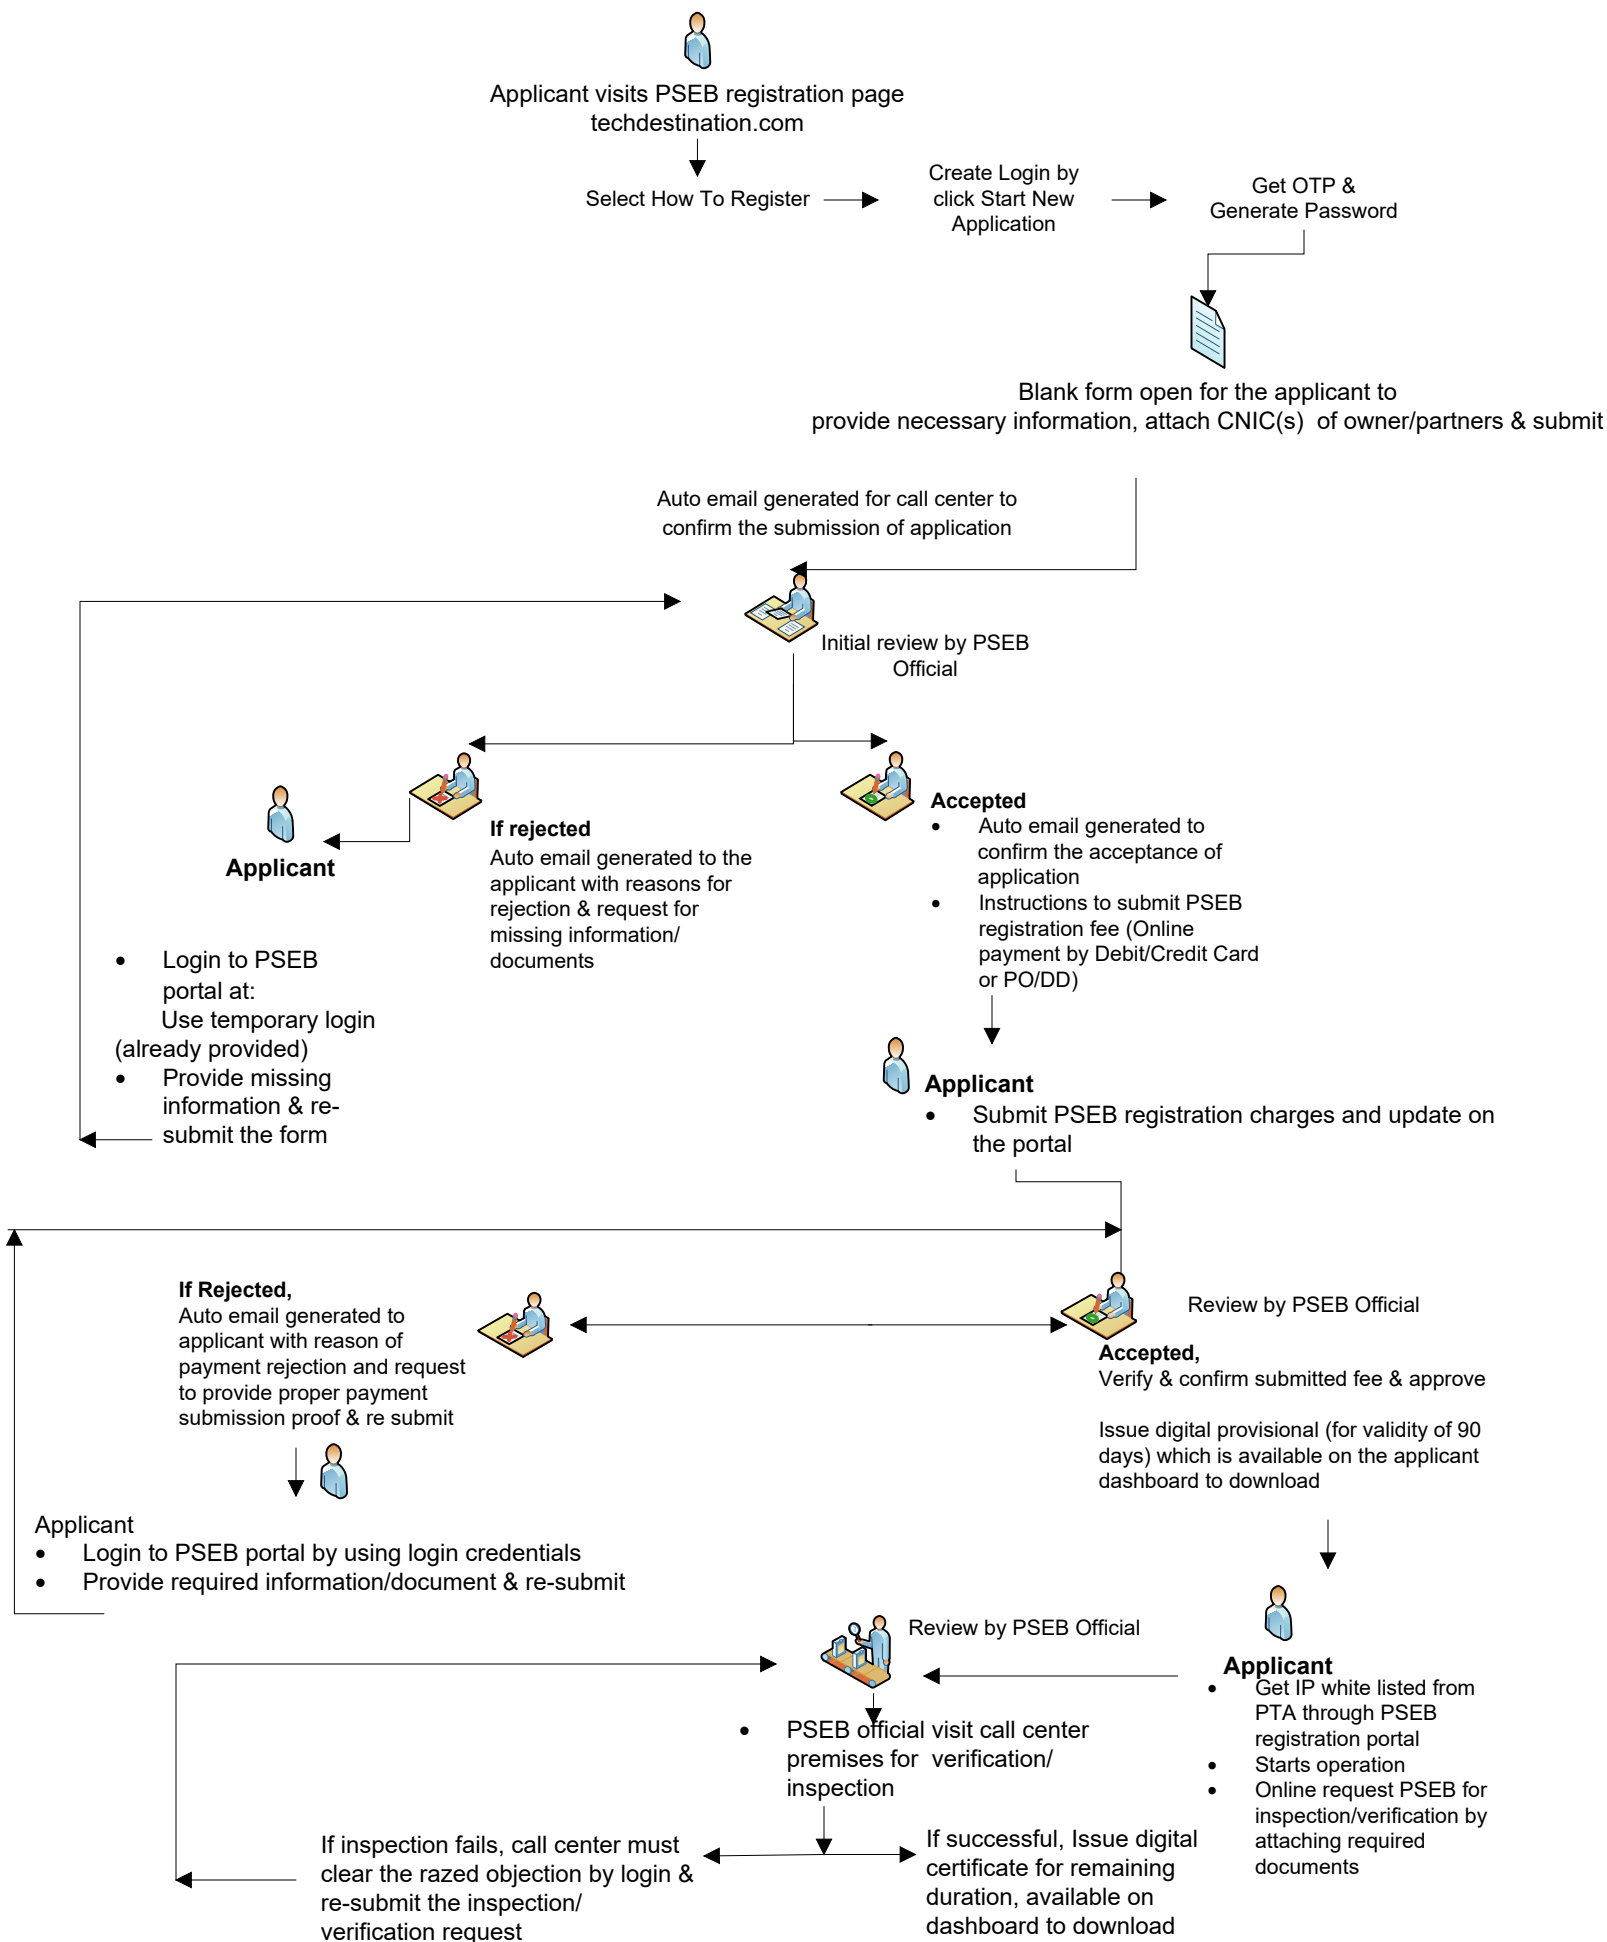 Applicant visits PSEB registration page
techdestination.com
Select How To Register
Create Login by
click Start New
Application
Get OTP &
Generate Password
Blank form open for the applicant to
provide necessary information, attach CNIC(s) of owner/partners & submit
Auto email generated for call center to
confirm the submission of application
Initial review by PSEB
Official
If rejected
Auto email generated to the
applicant with reasons for
rejection & request for
missing information/
documents
Applicant
• Login to PSEB
portal at:
Use temporary login
(already provided)
• Provide missing
information & re-
submit the form
Accepted
• Auto email generated to
confirm the acceptance of
application
• Instructions to submit PSEB
registration fee (Online
payment by Debit/Credit Card
or PO/DD)
Applicant
• Submit PSEB registration charges and update on
the portal
If Rejected,
Auto email generated to
applicant with reason of
payment rejection and request
to provide proper payment
submission proof & re submit
Review by PSEB Official
Accepted,
Verify & confirm submitted fee & approve
Issue digital provisional (for validity of 90
days) which is available on the applicant
dashboard to download
Applicant
• Login to PSEB portal by using login credentials
• Provide required information/document & re-submit
Applicant
• Get IP white listed from
PTA through PSEB
registration portal
• Starts operation
• Online request PSEB for
inspection/verification by
attaching required
documents
Review by PSEB Official
• PSEB official visit call center
premises for verification/
inspection
If inspection fails, call center must
clear the razed objection by login &
re-submit the inspection/
verification request
If successful, Issue digital
certificate for remaining
duration, available on
dashboard to download